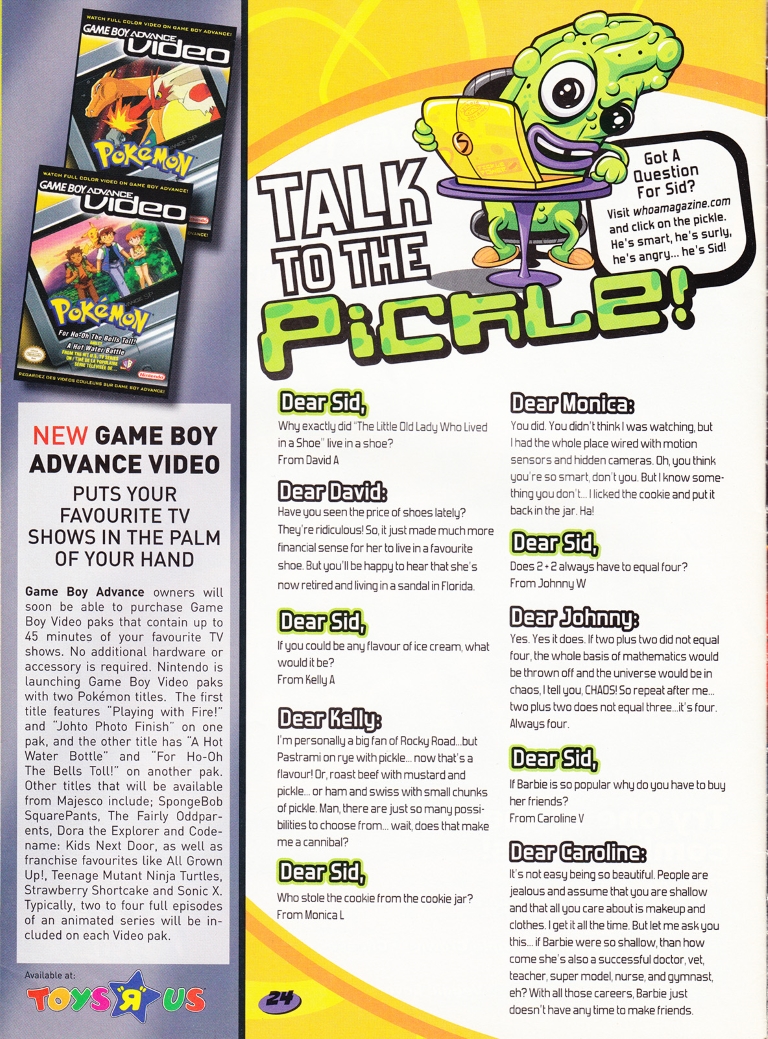 WATCH FULL COLOR VIDEO ON GAME BOY ADVANCE!
GAME BOY ADVANCE
video
POKéMON
WATCH FULL COLOR VIDEO ON GAME BOY ADVANCE!
GAME BOY ADVANCE
video
POKéMON
For Ho-Oh The Bells Toll!
A Hot Water Bottle
FROM THE HIT U.S. TV SERIES
Nintendo
REGARDEZ DES VIDÉOS COULEURS SUR GAME BOY ADVANCE!
NEW GAME BOY
ADVANCE VIDEO
PUTS YOUR
FAVOURITE TV
SHOWS IN THE PALM
OF YOUR HAND
Game Boy Advance owners will
soon be able to purchase Game
Boy Video paks that contain up to
45 minutes of your favourite TV
shows. No additional hardware or
accessory is required. Nintendo is
launching Game Boy Video paks
with two Pokémon titles. The first
title features “Playing with Fire!”
and “Johto Photo Finish” on one
pak, and the other title has “A Hot
Water Bottle” and “For Ho-Oh
The Bells Toll!” on another pak.
Other titles that will be available
from Majesco include; SpongeBob
SquarePants, The Fairly Oddpar-
ents, Dora the Explorer and Code-
name: Kids Next Door, as well as
franchise favourites like All Grown
Up!, Teenage Mutant Ninja Turtles,
Strawberry Shortcake and Sonic X.
Typically, two to four full episodes
of an animated series will be in-
cluded on each Video pak.
Available at:
TOYS "R" US
TALK
TO THE
PiCKLE!
Got A
Question
For Sid?
Visit whoamagazine.com
and click on the pickle.
He's smart, he's surly,
he's angry... he's Sid!
Dear Sid,
Why exactly did “The Little Old Lady Who Lived
in a Shoe” live in a shoe?
From David A
Dear David:
Have you seen the price of shoes lately?
They're ridiculous! So, it just made much more
financial sense for her to live in a favourite
shoe. But you'll be happy to hear that she's
now retired and living in a sandal in Florida.
Dear Sid,
If you could be any flavour of ice cream, what
would it be?
From Kelly A
Dear Kelly:
I'm personally a big fan of Rocky Road...but
Pastrami on rye with pickle... now that's a
flavour! Or, roast beef with mustard and
pickle... or ham and swiss with small chunks
of pickle. Man, there are just so many possi-
bilities to choose from... wait, does that make
me a cannibal?
Dear Sid,
Who stole the cookie from the cookie jar?
From Monica L
Dear Monica:
You did. You didn't think I was watching, but
I had the whole place wired with motion
sensors and hidden cameras. Oh, you think
you're so smart, don't you. But I know some-
thing you don't... I licked the cookie and put it
back in the jar. Ha!
Dear Sid,
Does 2 + 2 always have to equal four?
From Johnny W
Dear Johnny:
Yes. Yes it does. If two plus two did not equal
four, the whole basis of mathematics would
be thrown off and the universe would be in
chaos, I tell you, CHAOS! So repeat after me...
two plus two does not equal three...it's four.
Always four.
Dear Sid,
If Barbie is so popular why do you have to buy
her friends?
From Caroline V
Dear Caroline:
It's not easy being so beautiful. People are
jealous and assume that you are shallow
and that all you care about is makeup and
clothes. I get it all the time. But let me ask you
this... if Barbie were so shallow, than how
come she's also a successful doctor, vet,
teacher, super model, nurse, and gymnast,
eh? With all those careers, Barbie just
doesn't have any time to make friends.
24